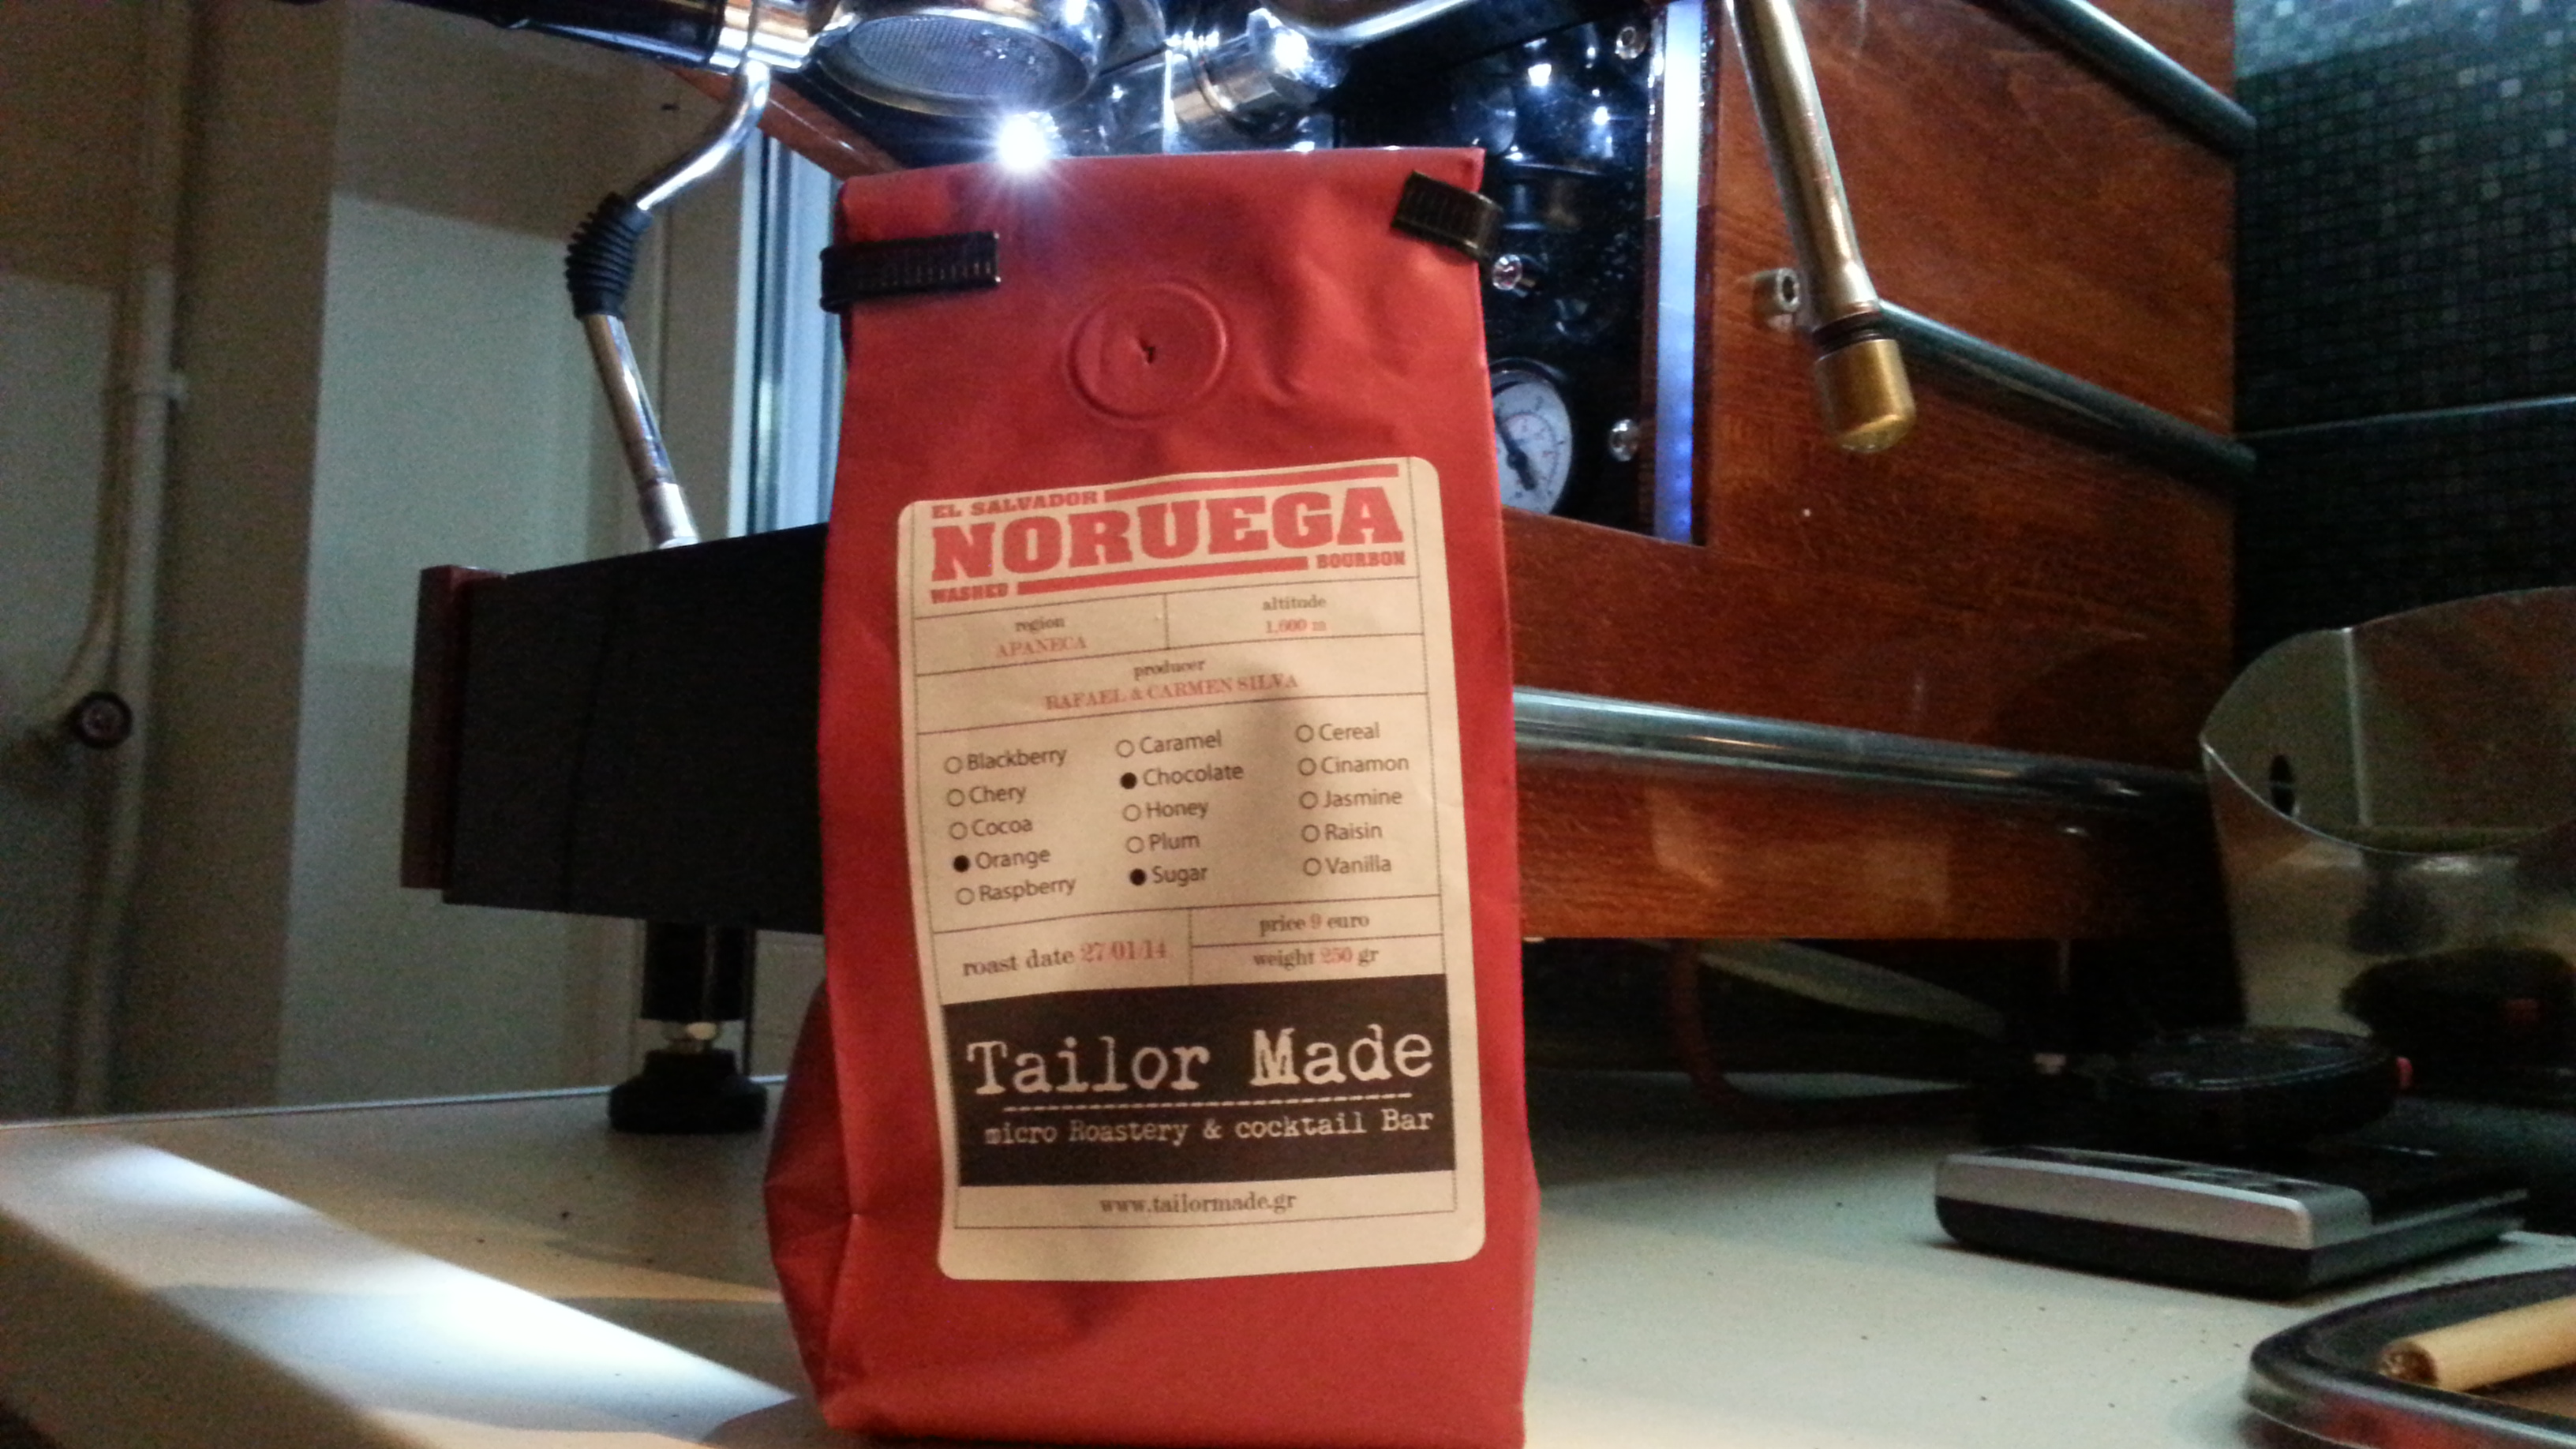 EL SALVADOR
NORUEGA
WASHED BOURBON
region
APANECA
altitude
1,600 m
producer
RAFAEL & CARMEN SILVA
Blackberry
Chery
Cocoa
Orange
Raspberry
Caramel
Chocolate
Honey
Plum
Sugar
Cereal
Cinamon
Jasmine
Raisin
Vanilla
roast date 27/01/14
price 9 euro
weight 250 gr
Tailor Made
micro Roastery & cocktail Bar
www.tailormade.gr